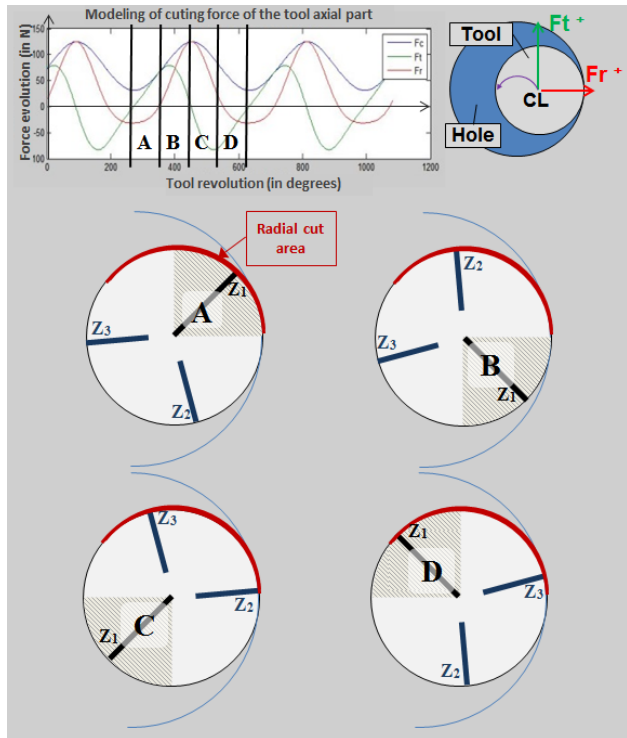 Modeling of cuting force of the tool axial part
Force evolution (in N)
150
100
50
0
-50
100
Fc
Ft
Fr
A B C D
0 200 400 600 800 1000 1200
Tool revolution (in degrees)
Tool
Ft +
Fr +
CL
Hole
Radial cut
area
Z1
A
Z3
Z2
Z2
Z3
B
Z1
Z3
Z2
C
Z1
Z1
D
Z3
Z2